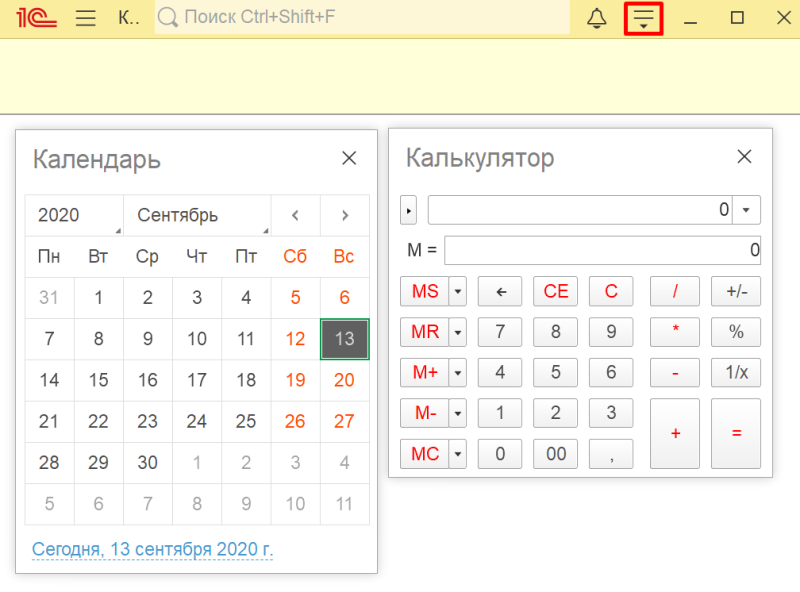 1С К.. Поиск Ctrl+Shift+F
Календарь
2020 Сентябрь < >
Пн Вт Ср Чт Пт Сб Вс
31 1 2 3 4 5 6
7 8 9 10 11 12 13
14 15 16 17 18 19 20
21 22 23 24 25 26 27
28 29 30 1 2 3 4
5 6 7 8 9 10 11
Сегодня, 13 сентября 2020 г.
Калькулятор
0
M = 0
MS ← CE C / +/-
MR 7 8 9 * %
M+ 4 5 6 - 1/x
M- 1 2 3 + =
MC 0 00 ,